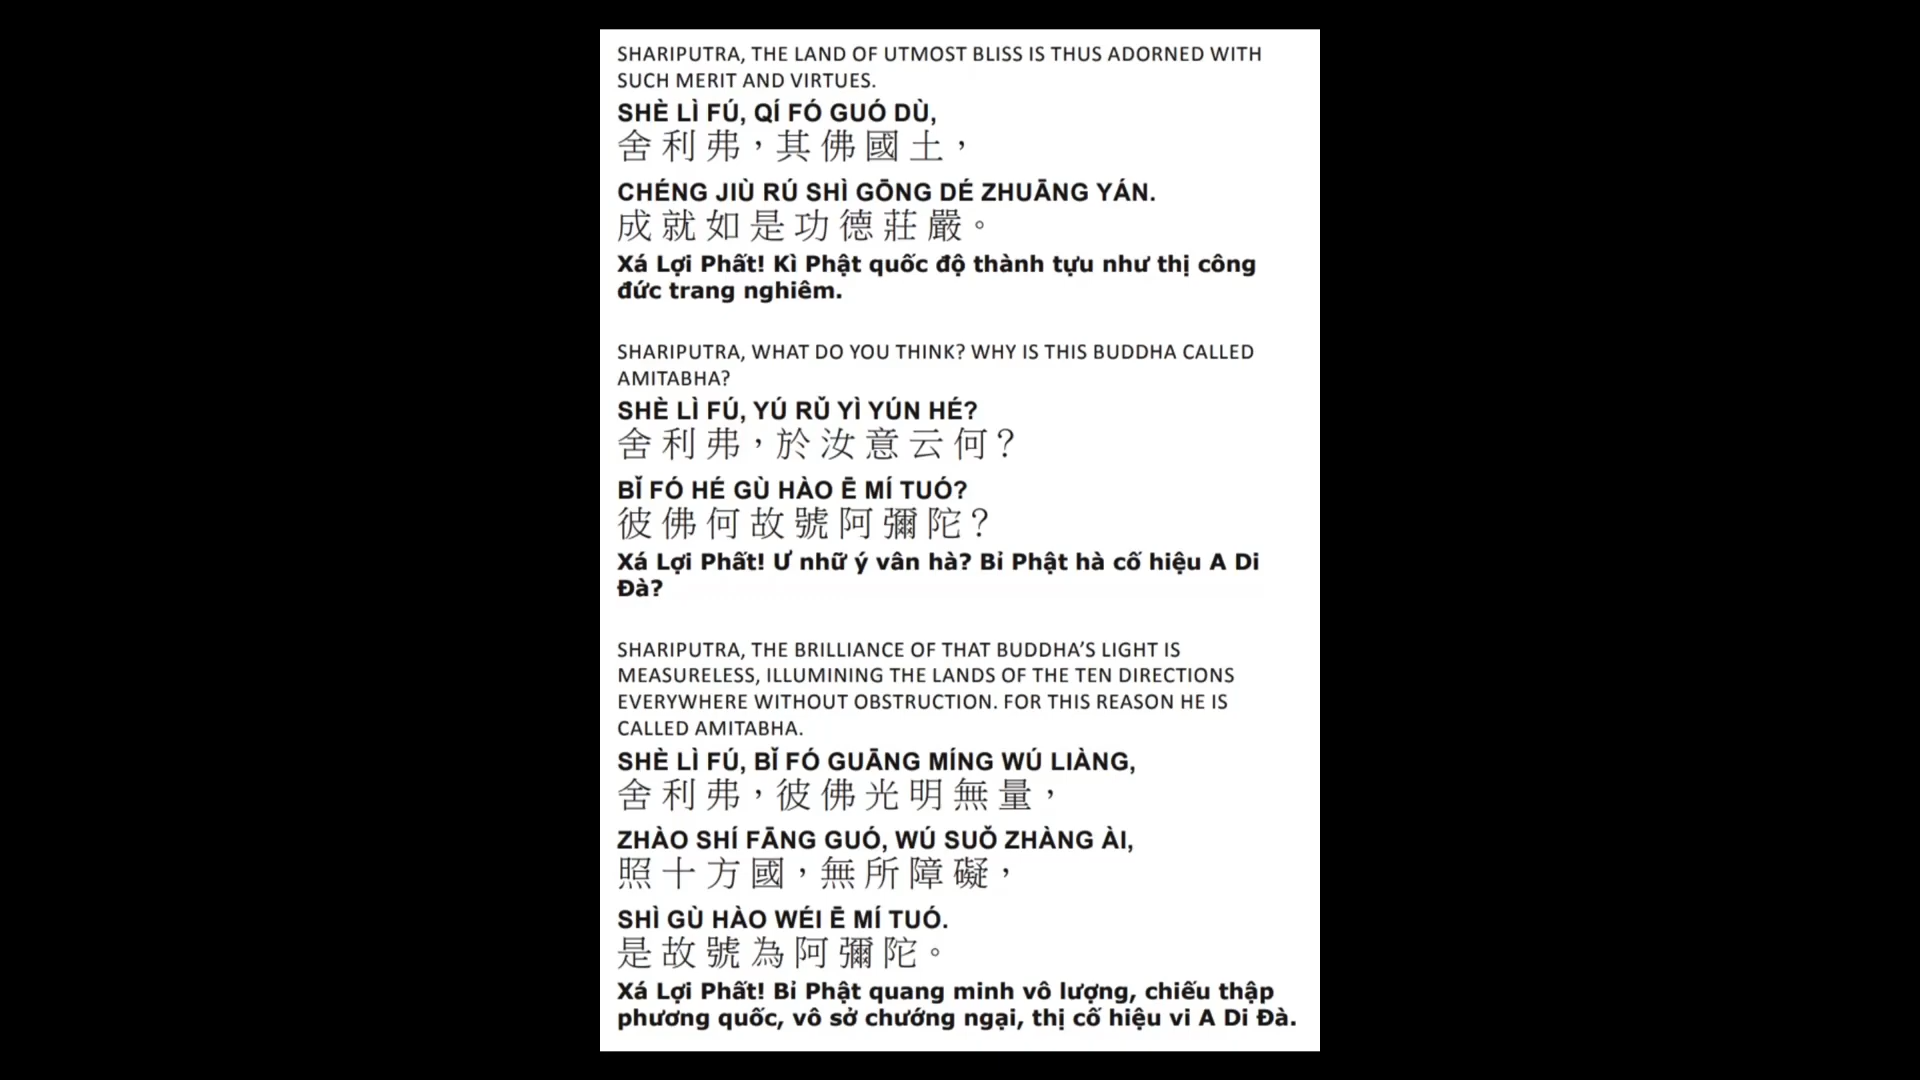 SHARIPUTRA, THE LAND OF UTMOST BLISS IS THUS ADORNED WITH
SUCH MERIT AND VIRTUES.
SHÈ LÌ FÚ, QÍ FÓ GUÓ DÙ,
舍利弗，其佛國土，
CHÉNG JIÙ RÚ SHÌ GŌNG DÉ ZHUĀNG YÁN.
成就如是功德莊嚴。
Xá Lợi Phất! Kì Phật quốc độ thành tựu như thị công
đức trang nghiêm.
SHARIPUTRA, WHAT DO YOU THINK? WHY IS THIS BUDDHA CALLED
AMITABHA?
SHÈ LÌ FÚ, YÚ RǓ YÌ YÚN HÉ?
舍利弗，於汝意云何？
BǏ FÓ HÉ GÙ HÀO Ē MÍ TUÓ?
彼佛何故號阿彌陀？
Xá Lợi Phất! Ư nhữ ý vân hà? Bỉ Phật hà cố hiệu A Di
Đà?
SHARIPUTRA, THE BRILLIANCE OF THAT BUDDHA’S LIGHT IS
MEASURELESS, ILLUMINING THE LANDS OF THE TEN DIRECTIONS
EVERYWHERE WITHOUT OBSTRUCTION. FOR THIS REASON HE IS
CALLED AMITABHA.
SHÈ LÌ FÚ, BǏ FÓ GUĀNG MÍNG WÚ LIÀNG,
舍利弗，彼佛光明無量，
ZHÀO SHÍ FĀNG GUÓ, WÚ SUǑ ZHÀNG ÀI,
照十方國，無所障礙，
SHÌ GÙ HÀO WÉI Ē MÍ TUÓ.
是故號為阿彌陀。
Xá Lợi Phất! Bỉ Phật quang minh vô lượng, chiếu thập
phương quốc, vô sở chướng ngại, thị cố hiệu vi A Di Đà.